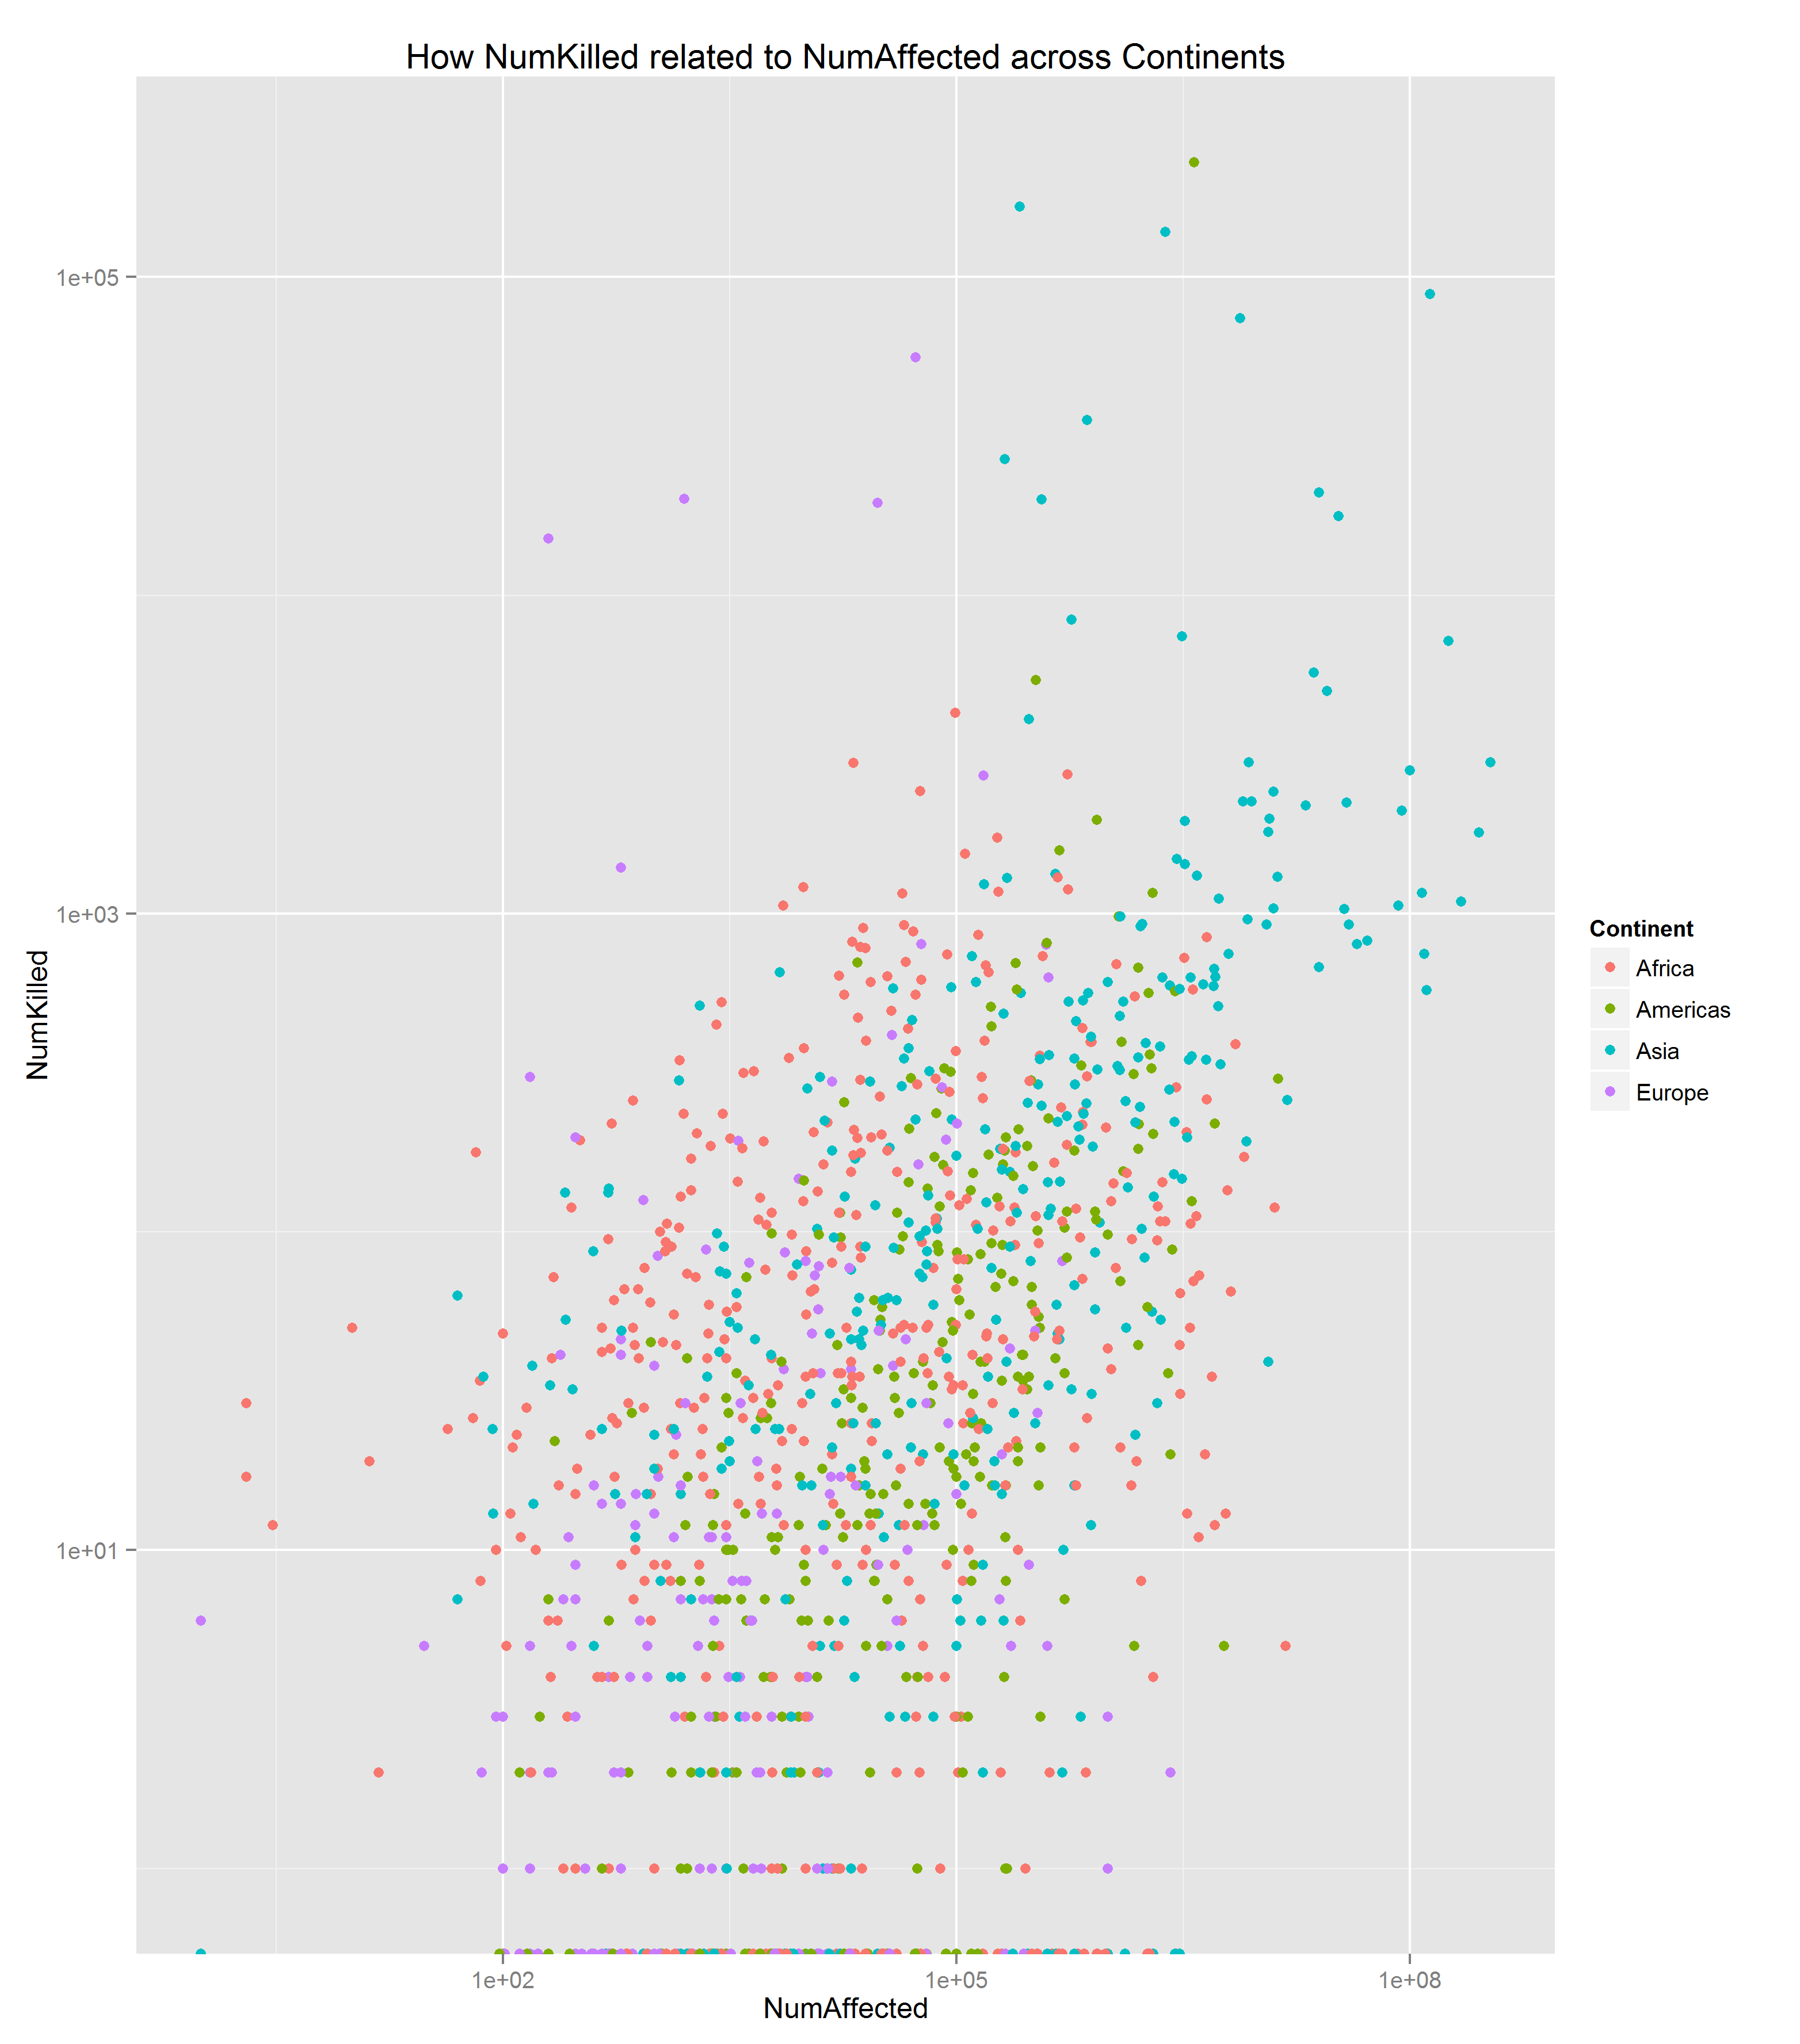 How NumKilled related to NumAffected across Continents
1e+05
1e+03
1e+01
NumKilled
1e+02
1e+05
1e+08
NumAffected
Continent
Africa
Americas
Asia
Europe